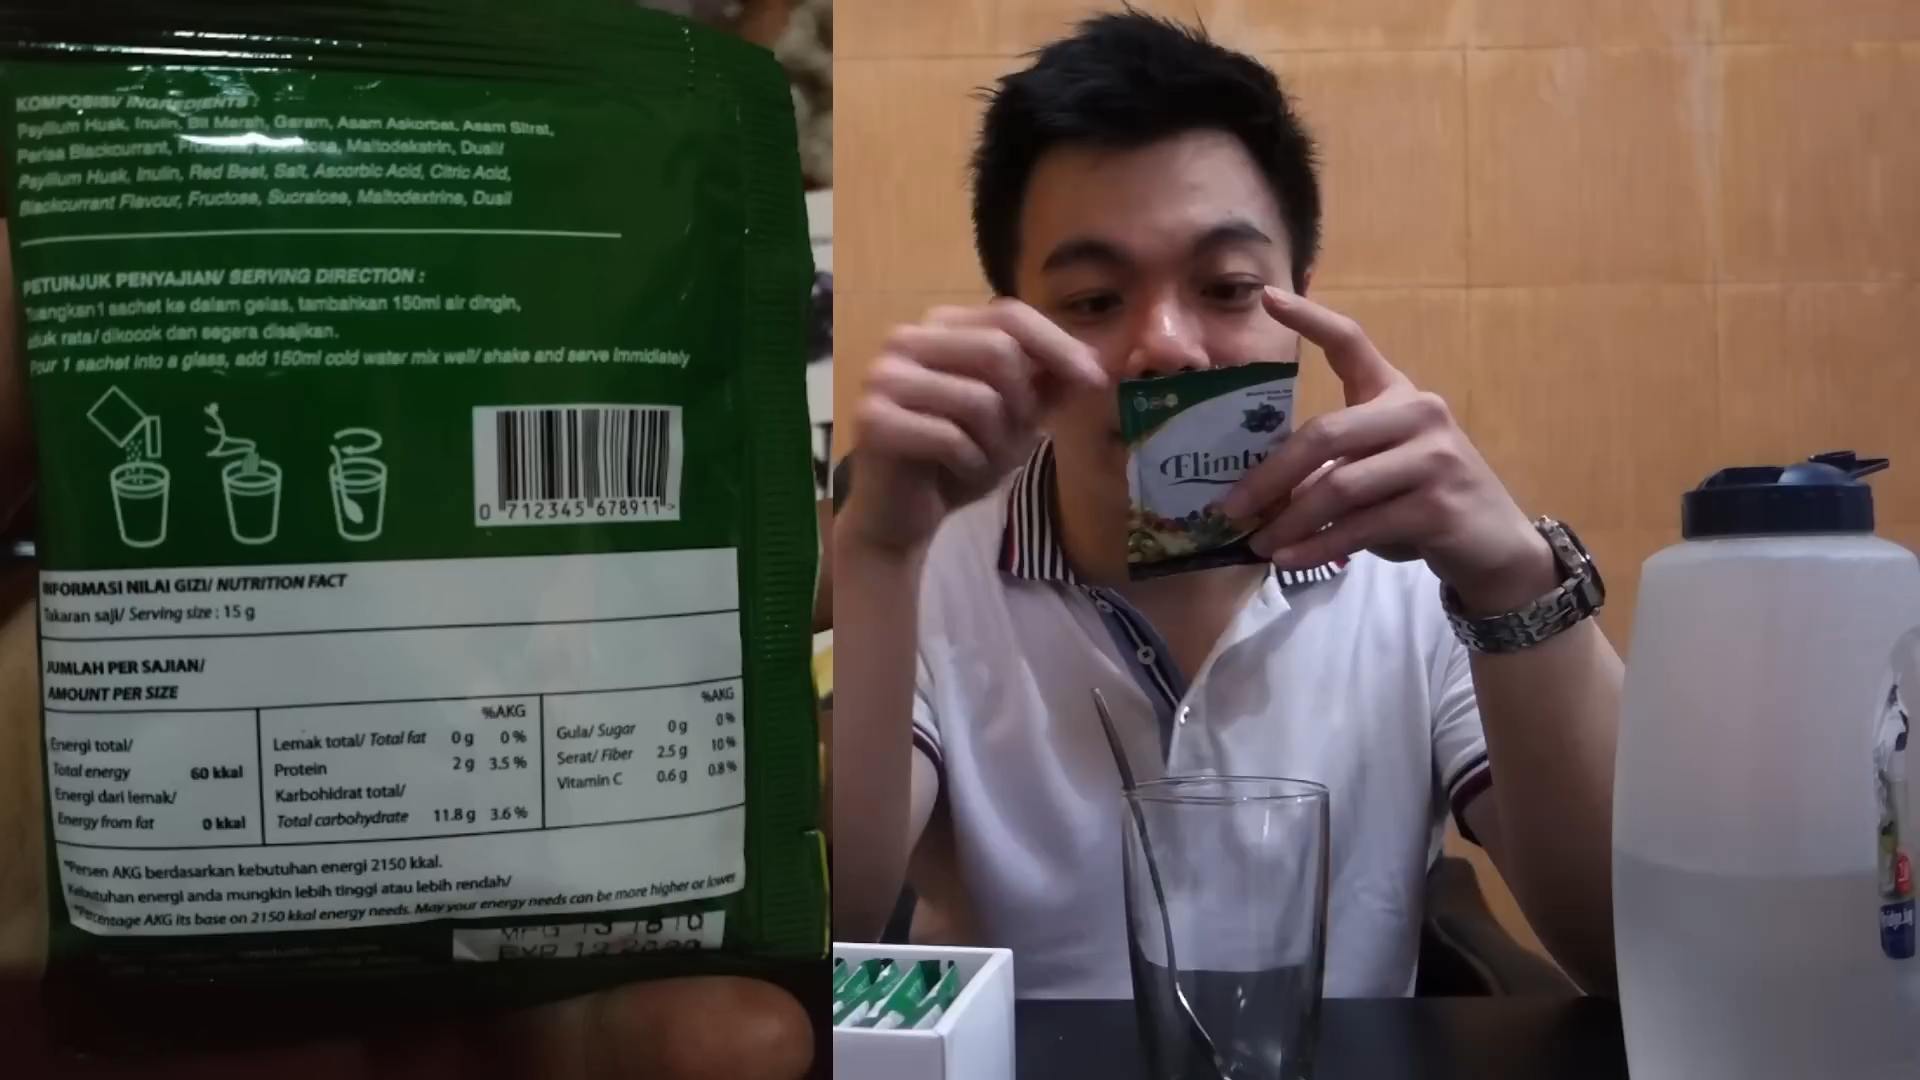 KOMPOSISI/ INGREDIENTS :
Psyllium Husk, Inulin, Bit Merah, Garam, Asam Askorbat, Asam Sitrat,
Perisa Blackcurrant, Maltodekstrin, Dusil/
Psyllium Husk, Inulin, Red Beet, Salt, Ascorbic Acid, Citric Acid,
Blackcurrant Flavour, Fructose, Sucralose, Maltodextrine, Dusil
PETUNJUK PENYAJIAN/ SERVING DIRECTION :
Tuangkan 1 sachet ke dalam gelas, tambahkan 150ml air dingin,
aduk rata/ dikocok dan segera disajikan.
Pour 1 sachet into a glass, add 150ml cold water mix well/ shake and serve immidiately
0 712345 678911 >
INFORMASI NILAI GIZI/ NUTRITION FACT
Takaran saji/ Serving size : 15 g
JUMLAH PER SAJIAN/
AMOUNT PER SIZE
Energi total/
Total energy 60 kkal
Energi dari lemak/
Energy from fat 0 kkal
%AKG
Lemak total/ Total fat 0 g 0 %
Protein 2 g 3.5 %
Karbohidrat total/
Total carbohydrate 11.8 g 3.6 %
%AKG
Gula/ Sugar 0 g 0 %
Serat/ Fiber 2.5 g 10 %
Vitamin C 0.6 g 0.8 %
*Persen AKG berdasarkan kebutuhan energi 2150 kkal.
Kebutuhan energi anda mungkin lebih tinggi atau lebih rendah/
*Percentage AKG its base on 2150 kkal energy needs. May your energy needs can be more higher or lower
MFG
EXP
Flimty